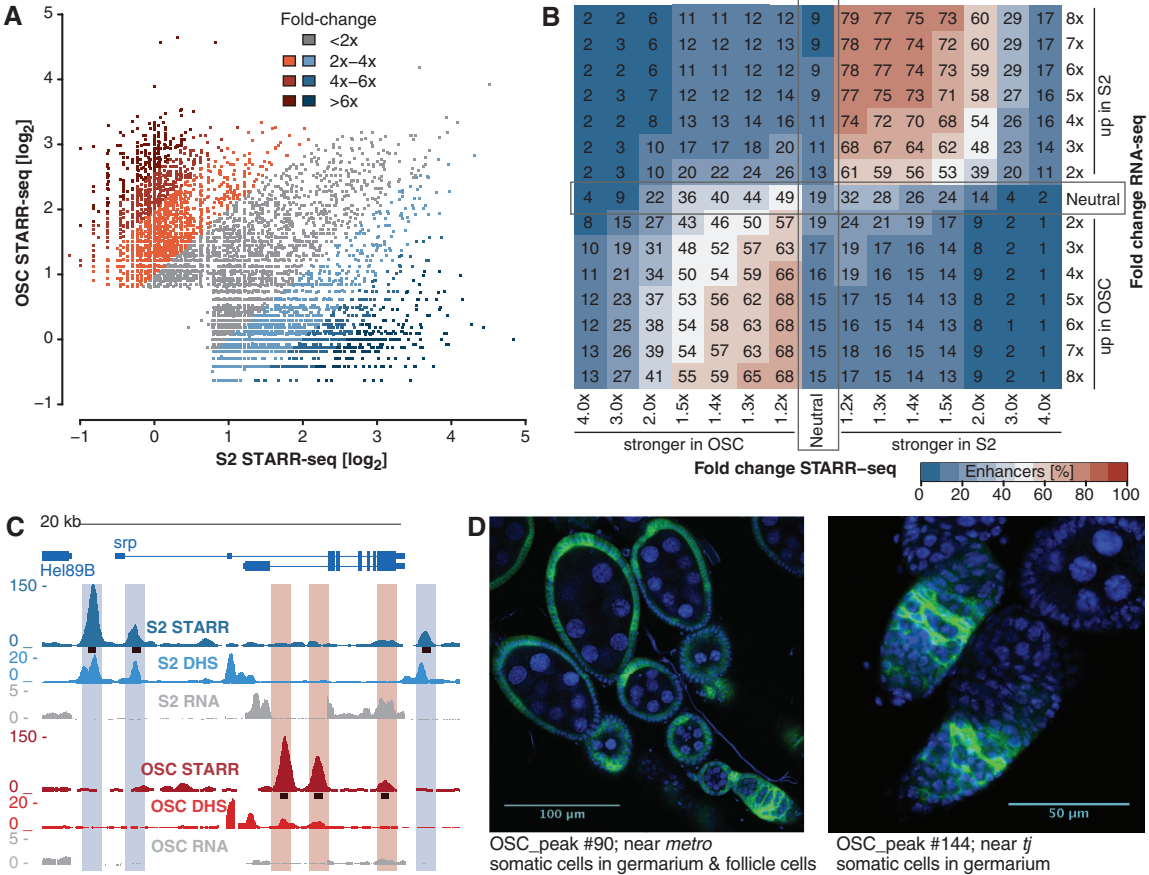 A
Fold-change
<2x
2x–4x
4x–6x
>6x
5
4
3
2
1
0
−1
OSC STARR-seq [log2]
−1 0 1 2 3 4 5
S2 STARR-seq [log2]
B
2 2 6 11 11 12 12 9 79 77 75 73 60 29 17 8x
2 3 6 12 12 12 13 9 78 77 74 72 60 29 17 7x
2 2 6 11 11 12 12 9 78 77 74 73 59 29 17 6x
2 3 7 12 12 12 14 9 77 75 73 71 58 27 16 5x
2 2 8 13 13 14 16 11 74 72 70 68 54 26 16 4x
2 3 10 17 17 18 20 11 68 67 64 62 48 23 14 3x
2 3 10 20 22 24 26 13 61 59 56 53 39 20 11 2x
4 9 22 36 40 44 49 19 32 28 26 24 14 4 2 Neutral
8 15 27 43 46 50 57 19 24 21 19 17 9 2 1 2x
10 19 31 48 52 57 63 17 19 17 16 14 8 2 1 3x
11 21 34 50 54 59 66 16 19 16 15 14 8 2 1 4x
12 23 37 53 56 62 68 15 17 15 14 13 8 2 1 5x
12 25 38 54 58 63 68 15 16 15 14 13 8 1 1 6x
13 26 39 54 57 63 68 15 18 16 15 14 9 2 1 7x
13 27 41 55 59 65 68 15 17 15 14 13 9 2 1 8x
up in S2
up in OSC
Fold change RNA-seq
4.0x 3.0x 2.0x 1.5x 1.4x 1.3x 1.2x Neutral 1.2x 1.3x 1.4x 1.5x 2.0x 3.0x 4.0x
stronger in OSC
stronger in S2
Fold change STARR−seq
Enhancers [%]
0 20 40 60 80 100
C
20 kb
srp
Hel89B
150 -
0 _
S2 STARR
20 -
0 _
S2 DHS
5 -
0 -
S2 RNA
150 -
0 _
OSC STARR
20 -
0 _
OSC DHS
5 -
0 -
OSC RNA
D
100 µm
50 µm
OSC_peak #90; near metro
somatic cells in germarium & follicle cells
OSC_peak #144; near tj
somatic cells in germarium